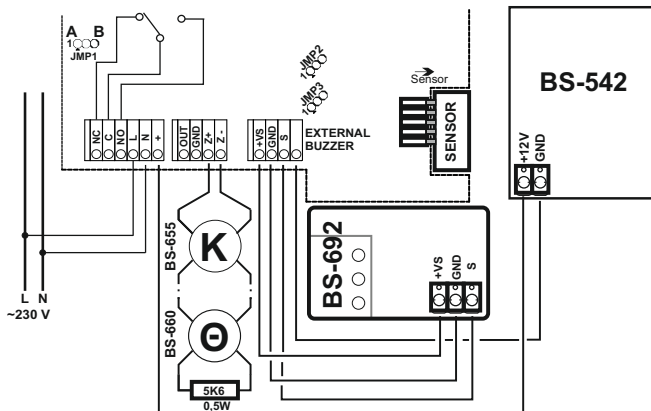 A B
1
JMP1
JMP2
1
JMP3
1
Sensor
SENSOR
BS-542
+12V
GND
NC
C
NO
L
N
+
OUT
GND
Z+
Z -
+VS
GND
S
EXTERNAL
BUZZER
BS-655
K
BS-692
+VS
GND
S
L N
~230 V
BS-660
Θ
5K6
0,5W